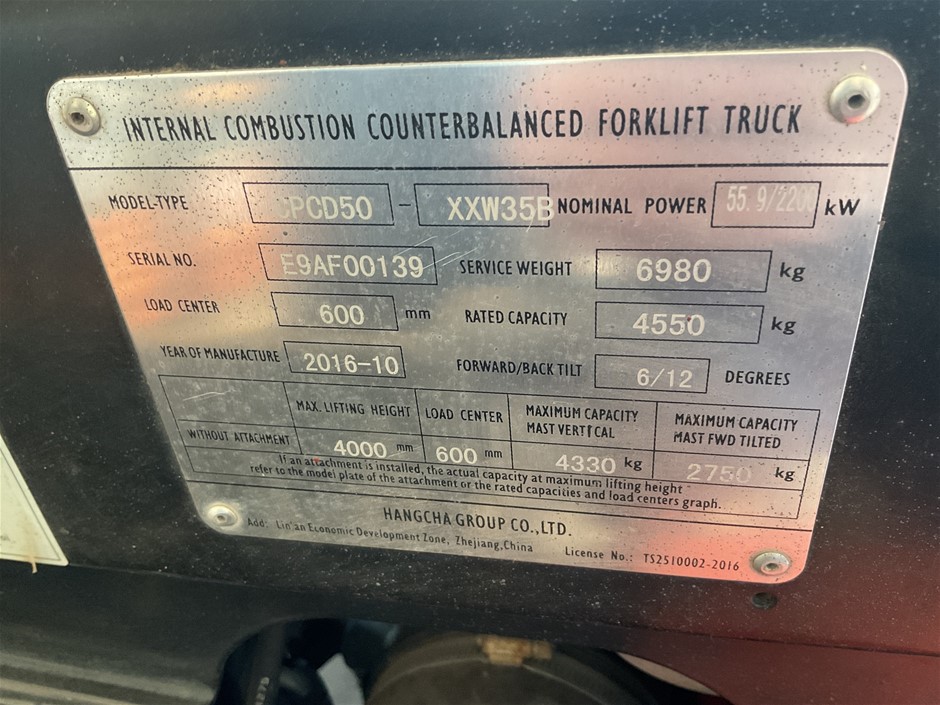 INTERNAL COMBUSTION COUNTERBALANCED FORKLIFT TRUCK
MODEL-TYPE CPCD50 - XXW35B NOMINAL POWER 55.9/2200 kW
SERIAL NO. E9AF00139 SERVICE WEIGHT 6980 kg
LOAD CENTER 600 mm RATED CAPACITY 4550 kg
YEAR OF MANUFACTURE 2016-10 FORWARD/BACK TILT 6/12 DEGREES
MAX. LIFTING HEIGHT LOAD CENTER MAXIMUM CAPACITY MAST VERTICAL MAXIMUM CAPACITY MAST FWD TILTED
WITHOUT ATTACHMENT 4000 mm 600 mm 4330 kg 2750 kg
If an attachment is installed, the actual capacity at maximum lifting height -
refer to the model plate of the attachment or the rated capacities and load centers graph.
HANGCHA GROUP CO.,LTD.
Add: Lin'an Economic Development Zone, Zhejiang,China License No.: TS2510002-2016